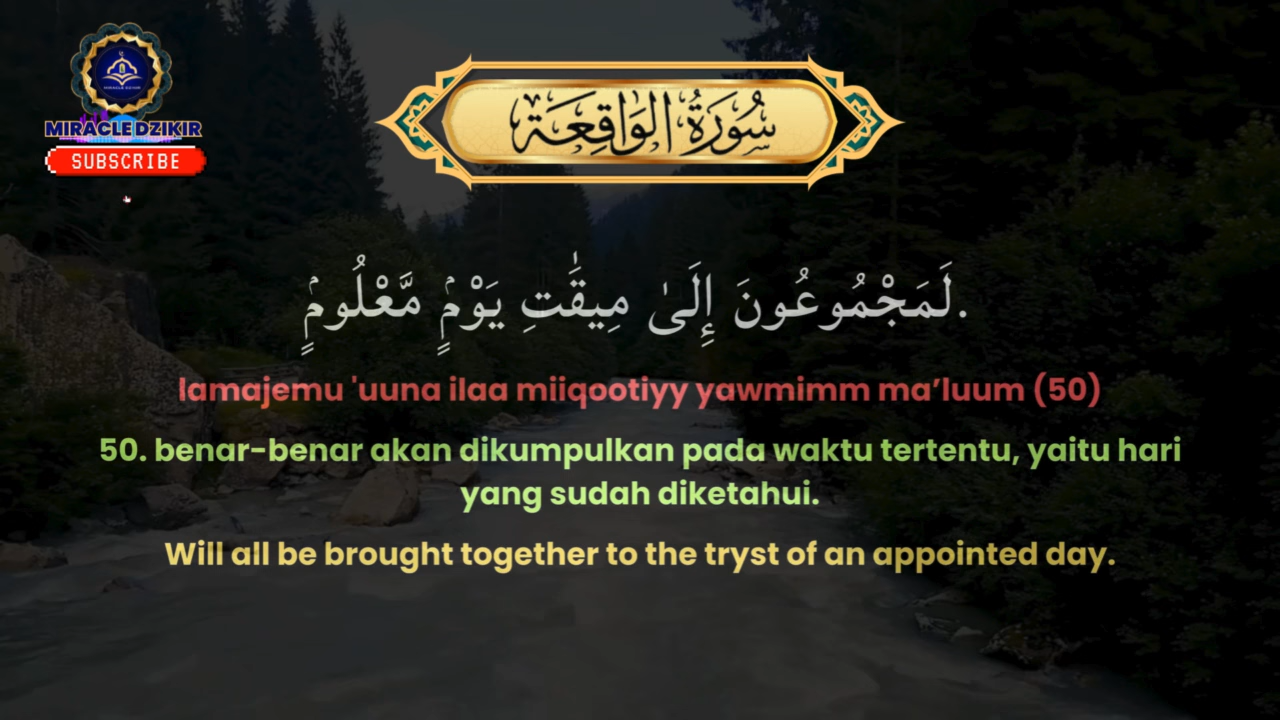 MIRACLE DZIKIR
MIRACLE DZIKIR
SUBSCRIBE
سُورَةُ الوَاقِعَة
لَمَجْمُوعُونَ إِلَىٰ مِيقَٰتِ يَوْمٍۢ مَّعْلُومٍۢ.
lamajemu 'uuna ilaa miiqootiyy yawmimm ma’luum (50)
50. benar-benar akan dikumpulkan pada waktu tertentu, yaitu hari
yang sudah diketahui.
Will all be brought together to the tryst of an appointed day.